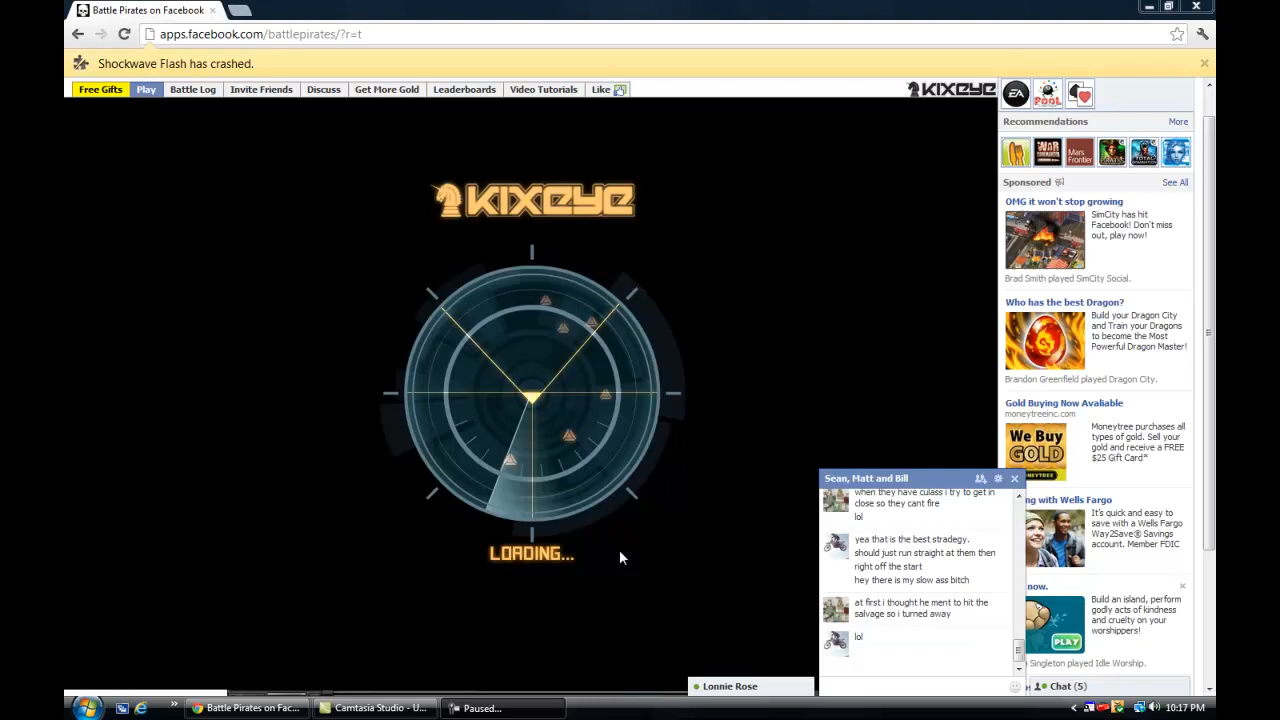 Battle Pirates on Facebook
apps.facebook.com/battlepirates/?r=t
Shockwave Flash has crashed.
Free Gifts Play Battle Log Invite Friends Discuss Get More Gold Leaderboards Video Tutorials Like
KIXEYE
EA POOL
Recommendations More
WAR COMMANDER Mars Frontier TOTAL
Sponsored See All
OMG it won't stop growing
SimCity has hit
Facebook! Don't miss
out, play now!
Brad Smith played SimCity Social.
Who has the best Dragon?
Build your Dragon City
and Train your Dragons
to become the Most
Powerful Dragon Master!
Brandon Greenfield played Dragon City.
Gold Buying Now Avaliable
moneytreeinc.com
We Buy
GOLD
MONEYTREE
Moneytree purchases all
types of gold. Sell your
gold and receive a FREE
$25 Gift Card*
ng with Wells Fargo
It's quick and easy to
save with a Wells Fargo
Way2Save® Savings
account. Member FDIC
now.
Build an island, perform
godly acts of kindness
and cruelty on your
worshippers!
PLAY
Singleton played Idle Worship.
KIXEYE
LOADING...
Sean, Matt and Bill
when they have culass i try to get in
close so they cant fire
lol
yea that is the best stradegy.
should just run straight at them then
right off the start
hey there is my slow ass bitch
at first i thought he ment to hit the
salvage so i turned away
lol
Lonnie Rose
Chat (5)
Battle Pirates on Fac... Camtasia Studio - U... Paused...
10:17 PM